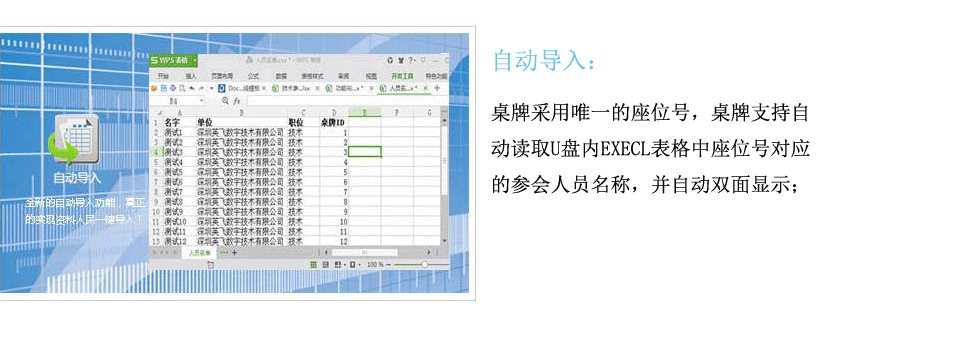 自动导入：
桌牌采用唯一的座位号，桌牌支持自
动读取U盘内EXECL表格中座位号对应
的参会人员名称，并自动双面显示；
自动导入
全新的自动导入功能，真正
的实现资料人民一键导入！
WPS 表格
人员名单.csv * - WPS 表格
开始 插入 页面布局 公式 数据 表格样式 审阅 视图 开发工具 特色功能
E4 fx
A B C D E F G
1 名字 单位 职位 桌牌ID
2 测试1 深圳英飞数字技术有限公司 技术 1
3 测试2 深圳英飞数字技术有限公司 技术 2
4 测试3 深圳英飞数字技术有限公司 技术 3
5 测试4 深圳英飞数字技术有限公司 技术 4
6 测试5 深圳英飞数字技术有限公司 技术 5
7 测试6 深圳英飞数字技术有限公司 技术 6
8 测试7 深圳英飞数字技术有限公司 技术 7
9 测试8 深圳英飞数字技术有限公司 技术 8
10 测试9 深圳英飞数字技术有限公司 技术 9
11 测试10 深圳英飞数字技术有限公司 技术 10
12 测试11 深圳英飞数字技术有限公司 技术 11
13 测试12 深圳英飞数字技术有限公司 技术 12
人员名单
100 %